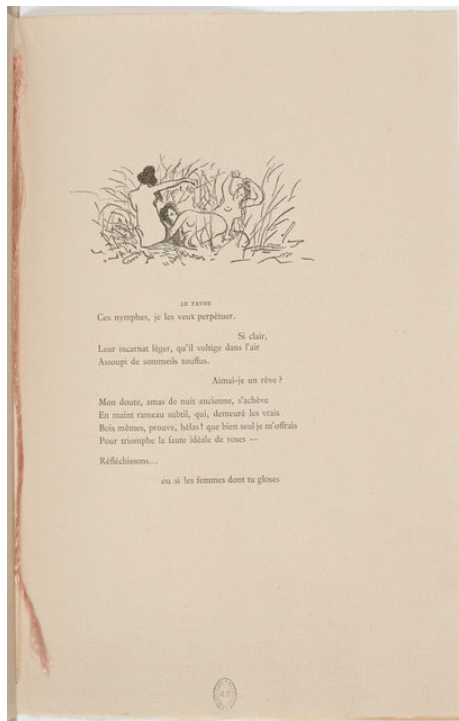 LE FAVNE
Ces nymphes, je les veux perpétuer.
Si clair,
Leur incarnat léger, qu'il voltige dans l'air
Assoupi de sommeils touffus.
Aimai-je un rêve ?
Mon doute, amas de nuit ancienne, s'achève
En maint rameau subtil, qui, demeuré les vrais
Bois mêmes, prouve, hélas! que bien seul je m'offrais
Pour triomphe la faute idéale de roses —
Réfléchissons...
ou si les femmes dont tu gloses